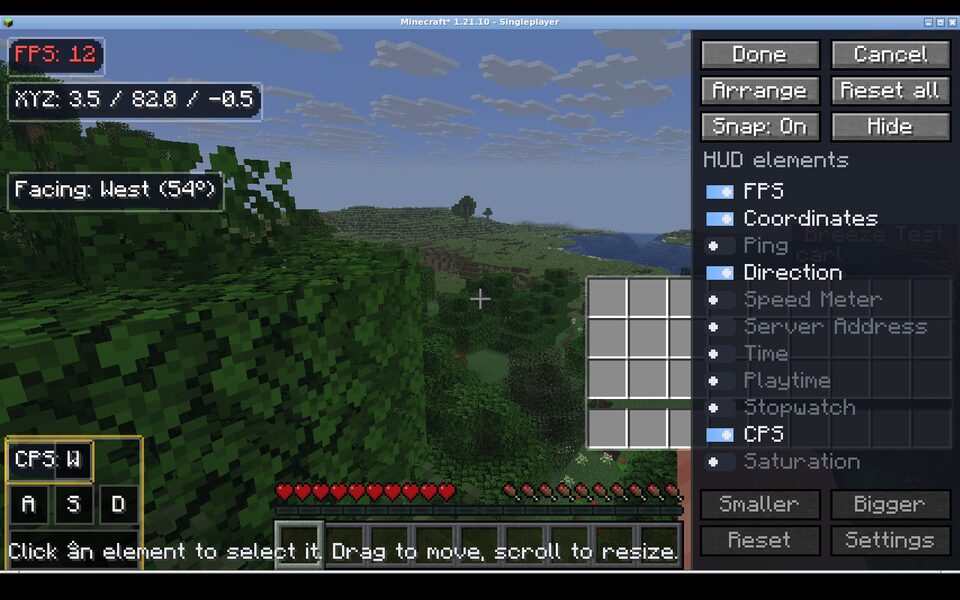 Minecraft* 1.21.10 - Singleplayer
FPS: 12
XYZ: 3.5 / 82.0 / -0.5
Facing: West (54°)
CPS W
A S D
Click an element to select it. Drag to move, scroll to resize.
Done Cancel
Arrange Reset all
Snap: On Hide
HUD elements
FPS
Coordinates
Ping
Direction
Speed Meter
Server Address
Time
Playtime
Stopwatch
CPS
Saturation
Smaller Bigger
Reset Settings